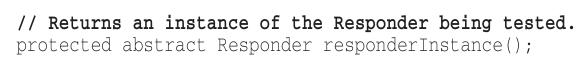 // Returns an instance of the Responder being tested.
protected abstract Responder responderInstance();